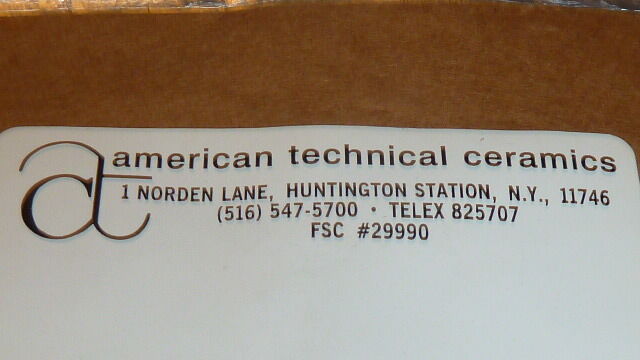 american technical ceramics
1 NORDEN LANE, HUNTINGTON STATION, N.Y., 11746
(516) 547-5700 · TELEX 825707
FSC #29990